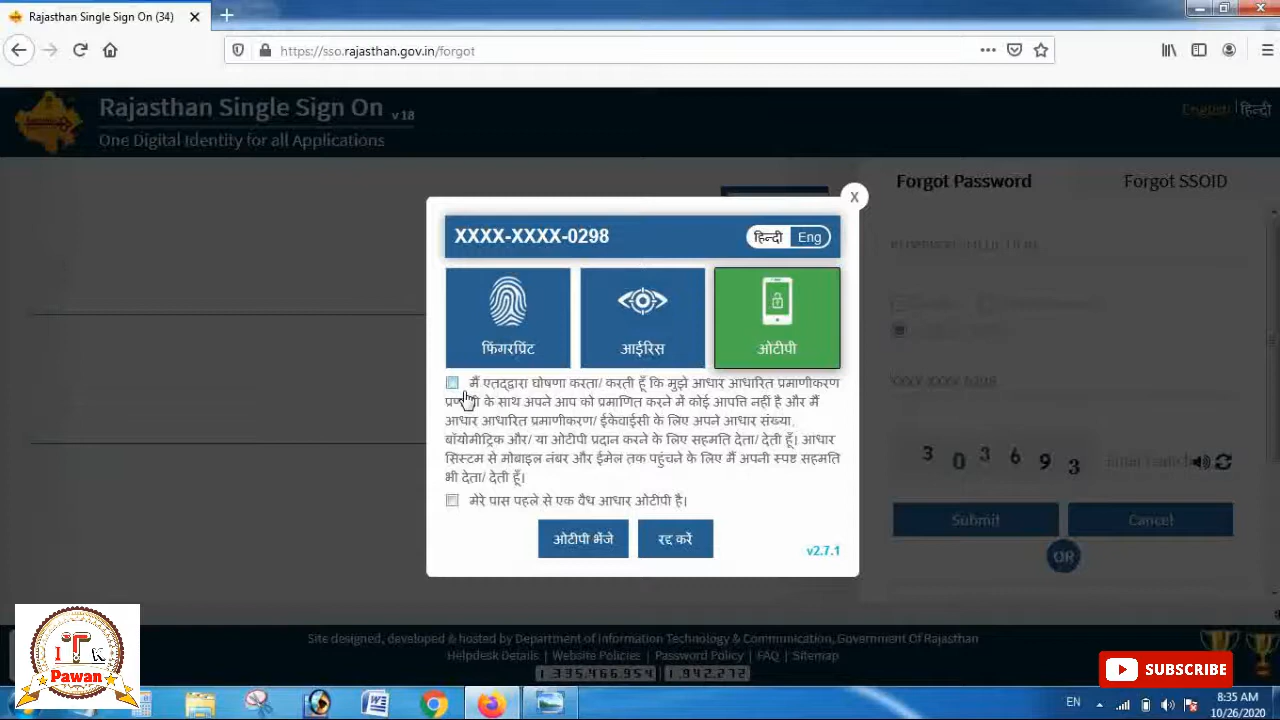 Rajasthan Single Sign On (34)
https://sso.rajasthan.gov.in/forgot
Rajasthan Single Sign On v 18
One Digital Identity for all Applications
English हिन्दी
Forgot Password
Forgot SSOID
X
XXXX-XXXX-0298
हिन्दी Eng
फिंगरप्रिंट
आईरिस
ओटीपी
मैं एतद्द्वारा घोषणा करता/ करती हूँ कि मुझे आधार आधारित प्रमाणीकरण
के साथ अपने आप को प्रमाणित करने में कोई आपत्ति नहीं है और मैं
आधार आधारित प्रमाणीकरण/ ईकेवाईसी के लिए अपने आधार संख्या,
बॉयोमीट्रिक और/ या ओटीपी प्रदान करने के लिए सहमति देता/ देती हूँ। आधार
सिस्टम से मोबाइल नंबर और ईमेल तक पहुंचने के लिए मैं अपनी स्पष्ट सहमति
भी देता/ देती हूँ।
मेरे पास पहले से एक वैध आधार ओटीपी है।
ओटीपी भेंजे
रद्द करें
v2.7.1
XXXX XXXX 0298
3 0 3 6 9 3
Submit
Cancel
OR
Site designed, developed & hosted by Department of Information Technology & Communication, Government Of Rajasthan
Helpdesk Details | Website Policies | Password Policy | FAQ | Sitemap
ITK
Pawan
SUBSCRIBE
EN
8:35 AM
10/26/2020